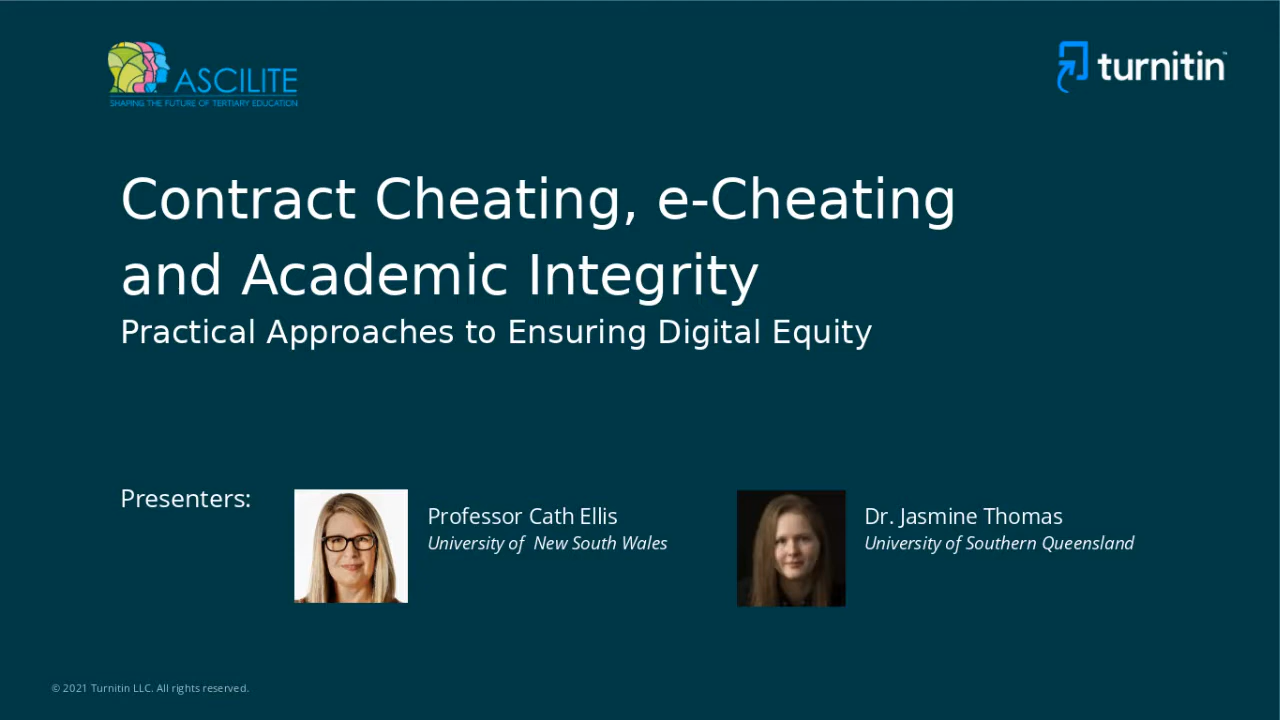 ASCILITE
SHAPING THE FUTURE OF TERTIARY EDUCATION
turnitin™
Contract Cheating, e-Cheating
and Academic Integrity
Practical Approaches to Ensuring Digital Equity
Presenters:
Professor Cath Ellis
University of New South Wales
Dr. Jasmine Thomas
University of Southern Queensland
© 2021 Turnitin LLC. All rights reserved.